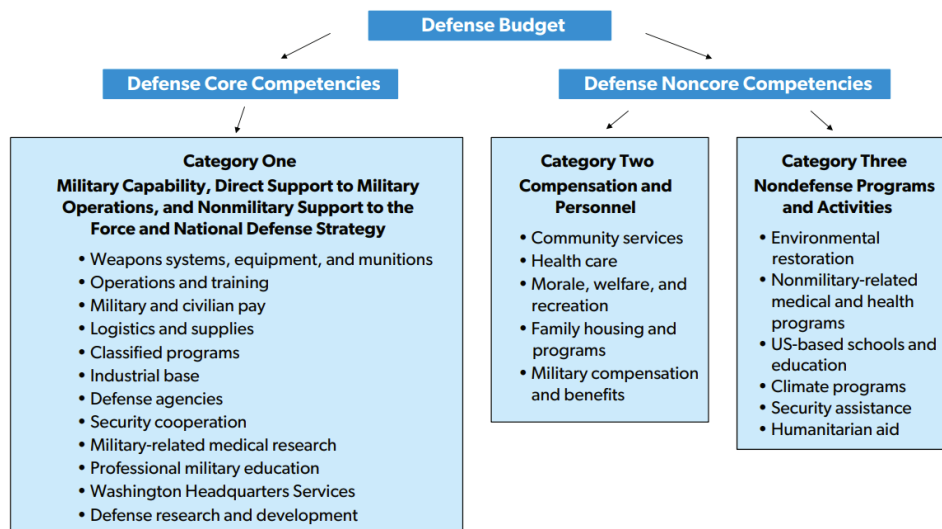 Defense Budget
Defense Core Competencies
Defense Noncore Competencies
Category One
Military Capability, Direct Support to Military
Operations, and Nonmilitary Support to the
Force and National Defense Strategy
• Weapons systems, equipment, and munitions
• Operations and training
• Military and civilian pay
• Logistics and supplies
• Classified programs
• Industrial base
• Defense agencies
• Security cooperation
• Military-related medical research
• Professional military education
• Washington Headquarters Services
• Defense research and development
Category Two
Compensation and
Personnel
• Community services
• Health care
• Morale, welfare, and
recreation
• Family housing and
programs
• Military compensation
and benefits
Category Three
Nondefense Programs
and Activities
• Environmental
restoration
• Nonmilitary-related
medical and health
programs
• US-based schools and
education
• Climate programs
• Security assistance
• Humanitarian aid